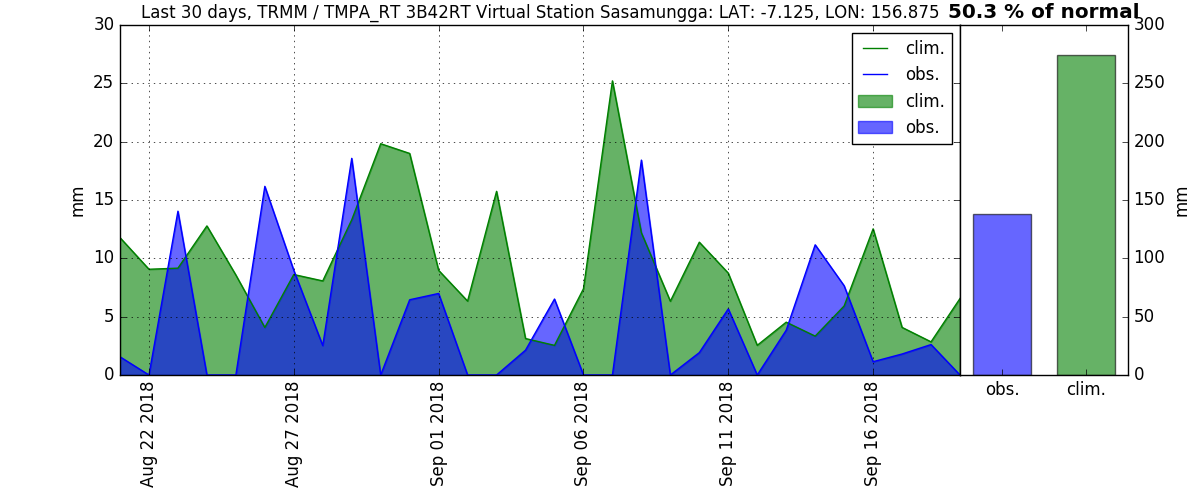 Last 30 days, TRMM / TMPA_RT 3B42RT Virtual Station Sasamungga: LAT: -7.125, LON: 156.875
50.3 % of normal
30
25
20
15
10
5
0
mm
clim.
obs.
clim.
obs.
Aug 22 2018
Aug 27 2018
Sep 01 2018
Sep 06 2018
Sep 11 2018
Sep 16 2018
300
250
200
150
100
50
0
mm
obs.
clim.